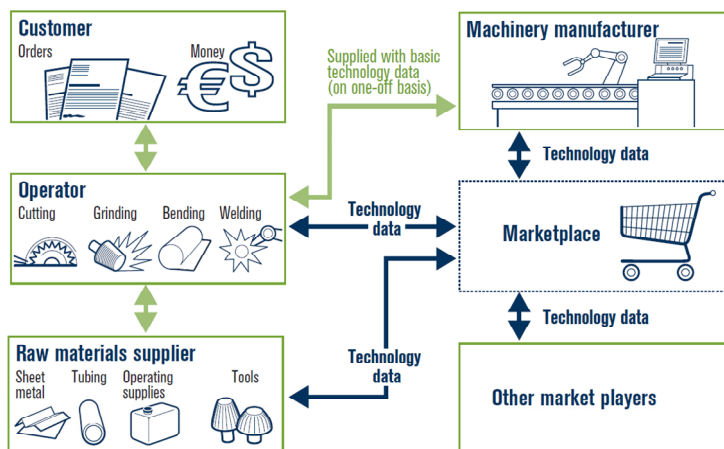 Customer
Orders
Money
€$
Supplied with basic
technology data
(on one-off basis)
Machinery manufacturer
Technology data
Operator
Cutting
Grinding
Bending
Welding
Technology
data
Marketplace
Technology data
Raw materials supplier
Sheet
metal
Tubing
Operating
supplies
Tools
Technology
data
Other market players